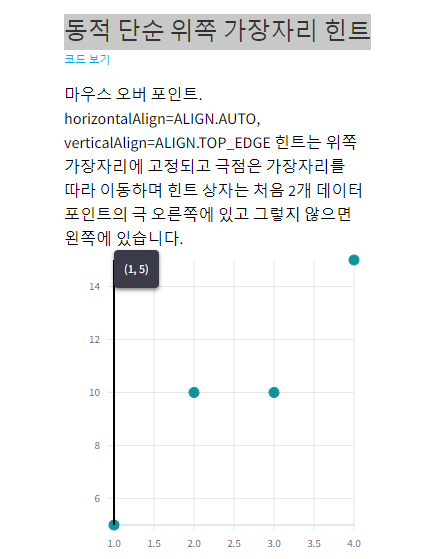 동적 단순 위쪽 가장자리 힌트
코드 보기
마우스 오버 포인트.
horizontalAlign=ALIGN.AUTO,
verticalAlign=ALIGN.TOP_EDGE 힌트는 위쪽
가장자리에 고정되고 극점은 가장자리를
따라 이동하며 힌트 상자는 처음 2개 데이터
포인트의 극 오른쪽에 있고 그렇지 않으면
왼쪽에 있습니다.
(1, 5)
14
12
10
8
6
1.0 1.5 2.0 2.5 3.0 3.5 4.0